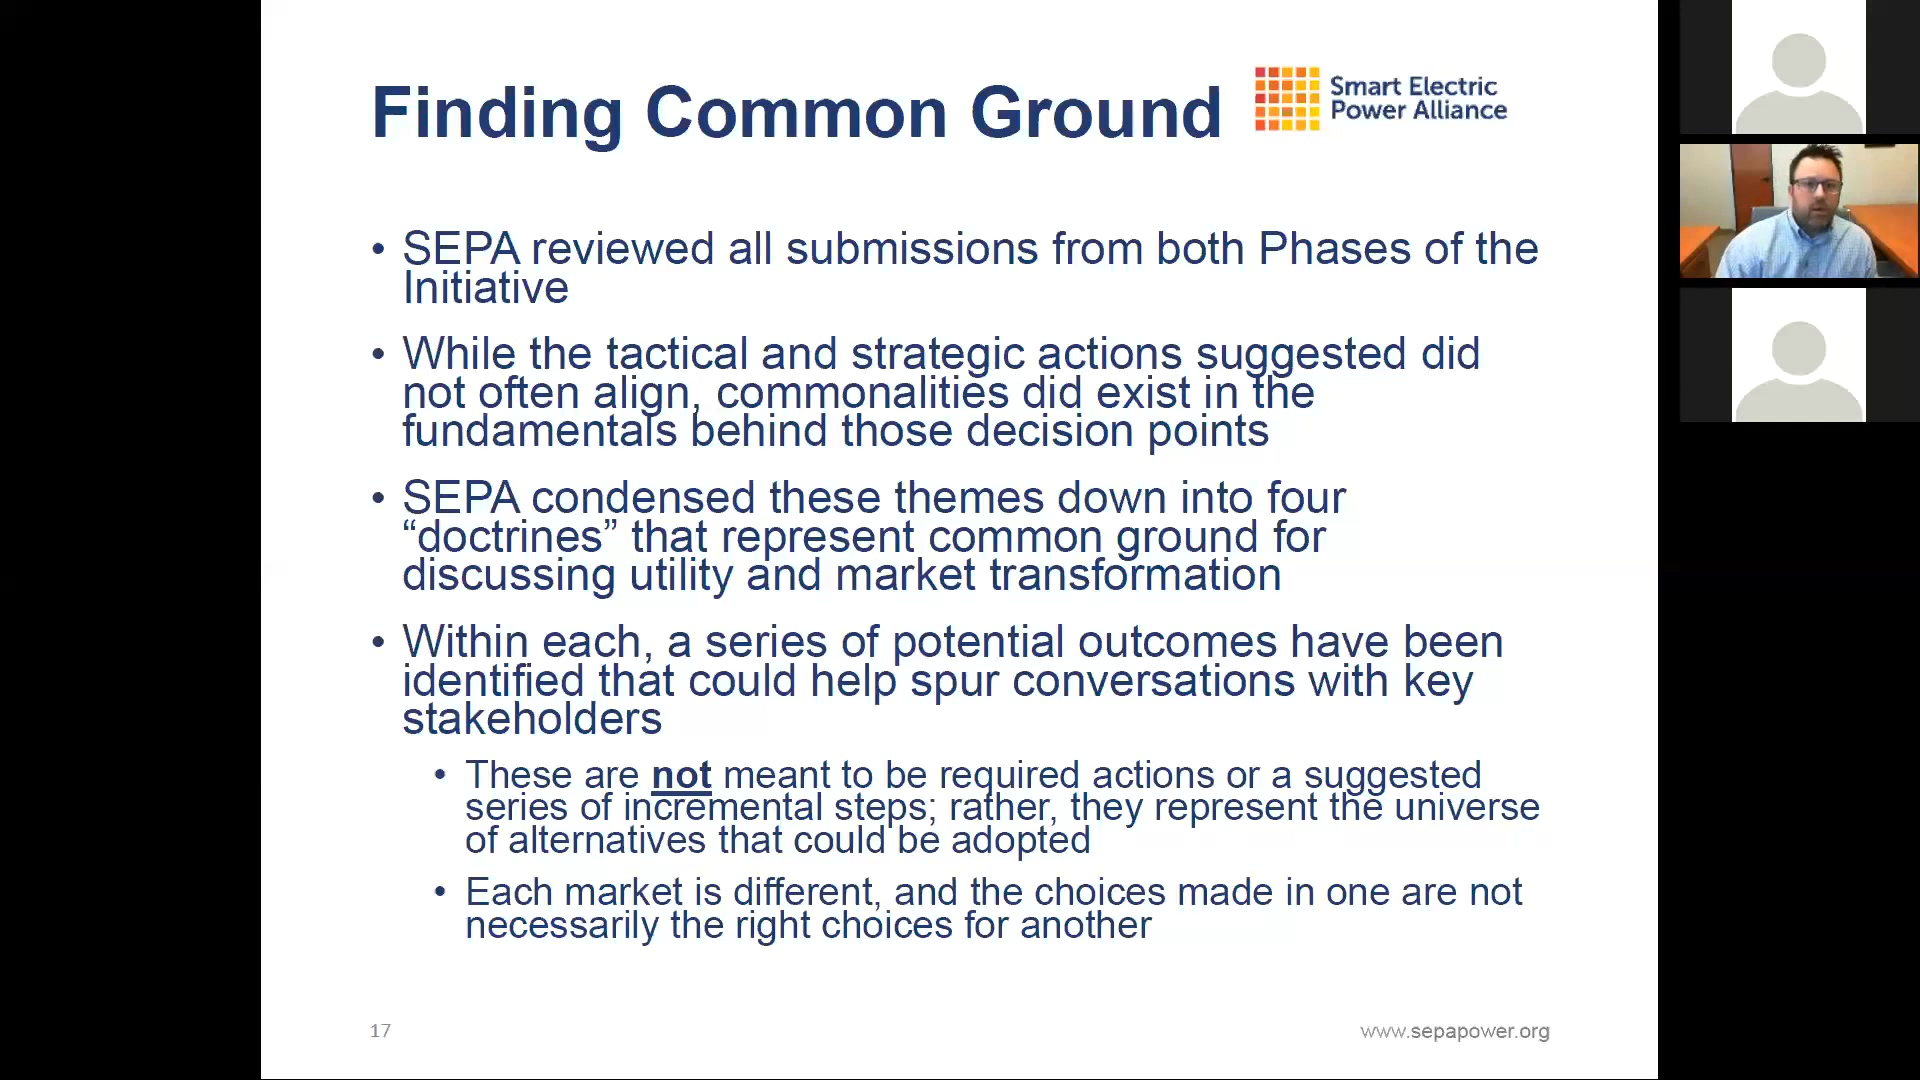 Finding Common Ground
Smart Electric
Power Alliance
• SEPA reviewed all submissions from both Phases of the
Initiative
• While the tactical and strategic actions suggested did
not often align, commonalities did exist in the
fundamentals behind those decision points
• SEPA condensed these themes down into four
“doctrines” that represent common ground for
discussing utility and market transformation
• Within each, a series of potential outcomes have been
identified that could help spur conversations with key
stakeholders
• These are not meant to be required actions or a suggested
series of incremental steps; rather, they represent the universe
of alternatives that could be adopted
• Each market is different, and the choices made in one are not
necessarily the right choices for another
17
www.sepapower.org